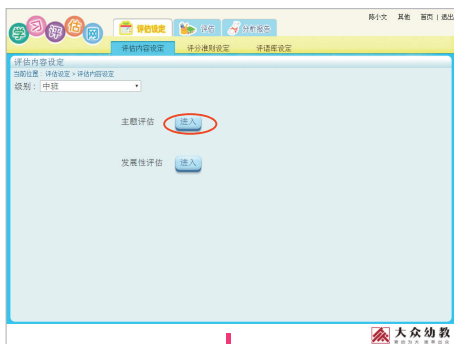 陈小文 其他 首页 | 退出
学习评估网
评估设定 评估 分析报告
评估内容设定 评分准则设定 评语库设定
评估内容设定
当前位置：评估设定 > 评估内容设定
级别： 中班
主题评估 进入
发展性评估 进入
大众幼教